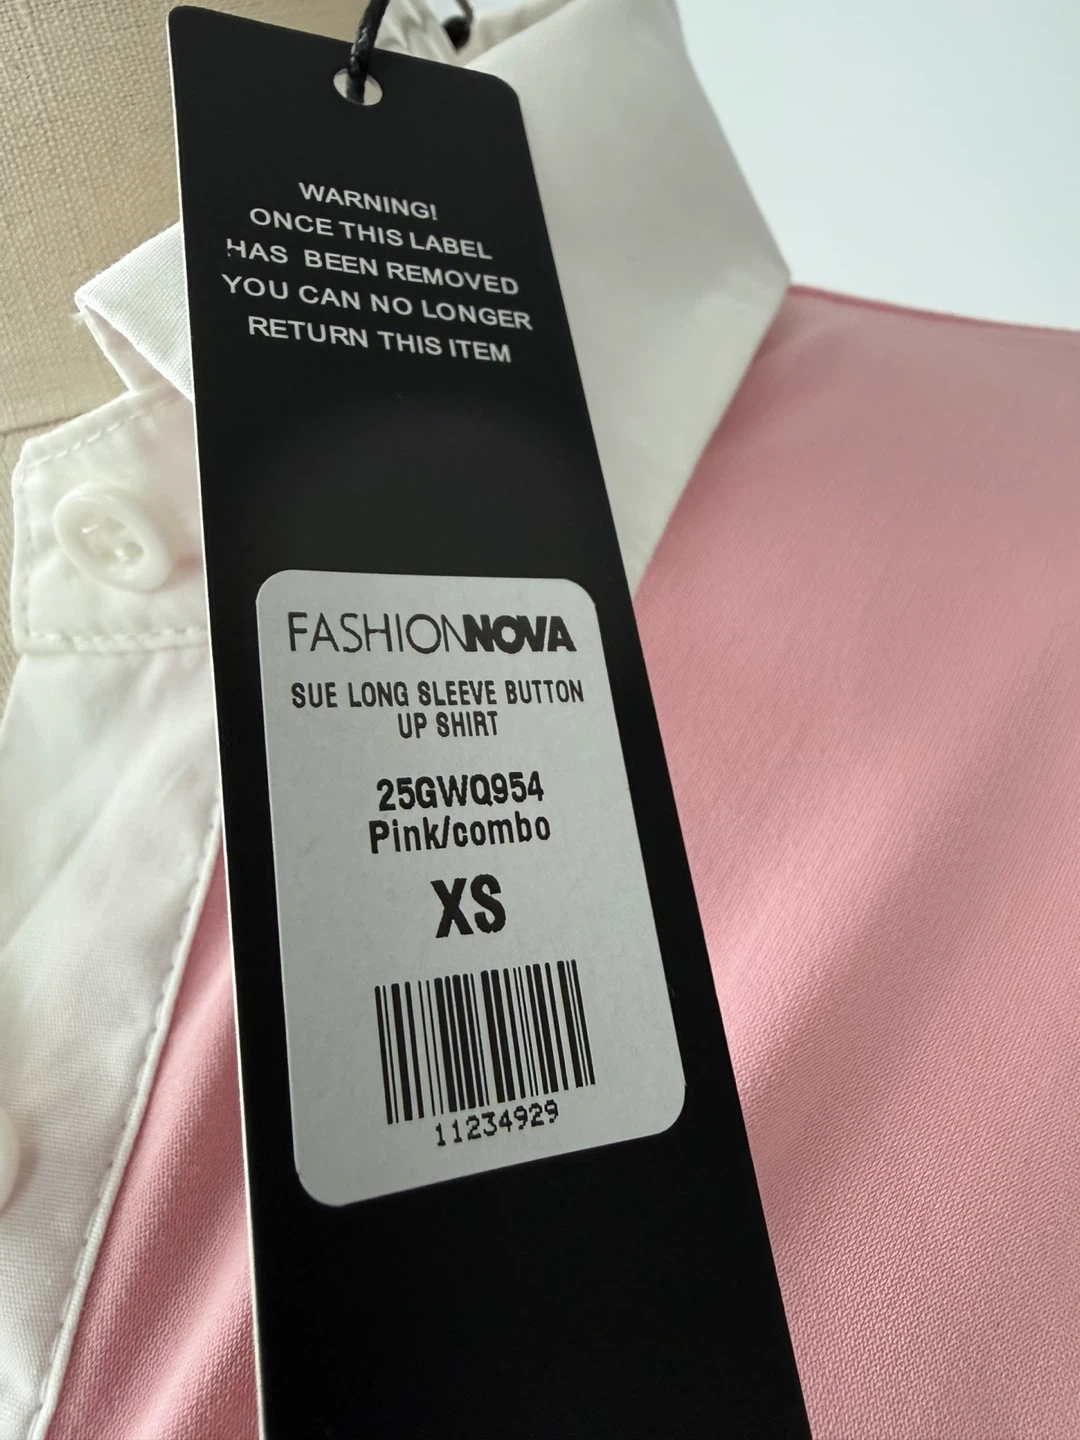 WARNING!
ONCE THIS LABEL
HAS BEEN REMOVED
YOU CAN NO LONGER
RETURN THIS ITEM
FASHIONNOVA
SUE LONG SLEEVE BUTTON
UP SHIRT
25GWQ954
Pink/combo
XS
11234929